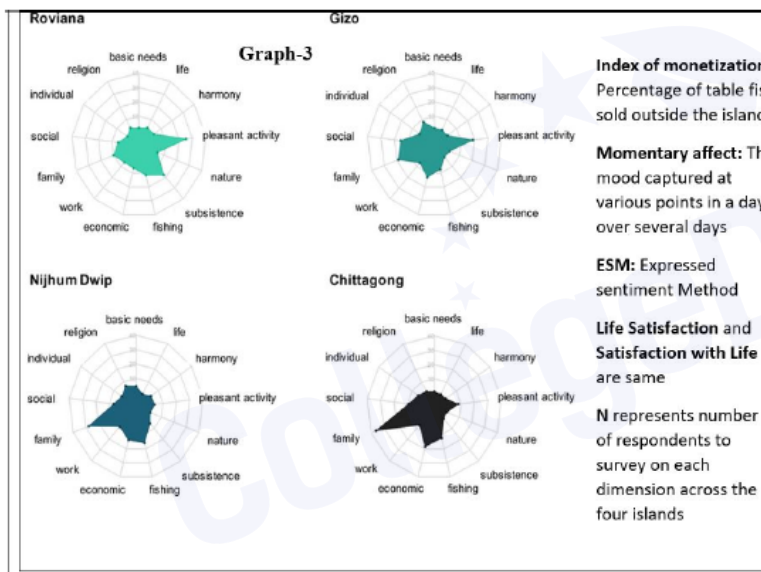 Roviana
Graph-3
basic needs
life
harmony
pleasant activity
nature
subsistence
fishing
economic
work
family
social
individual
religion
Gizo
basic needs
life
harmony
pleasant activity
nature
subsistence
fishing
economic
work
family
social
individual
religion
Nijhum Dwip
basic needs
life
harmony
pleasant activity
nature
subsistence
fishing
economic
work
family
social
individual
religion
Chittagong
basic needs
life
harmony
pleasant activity
nature
subsistence
fishing
economic
work
family
social
individual
religion
Index of monetization
Percentage of table fis
sold outside the island
Momentary affect: Th
mood captured at
various points in a day
over several days
ESM: Expressed
sentiment Method
Life Satisfaction and
Satisfaction with Life
are same
N represents number
of respondents to
survey on each
dimension across the
four islands